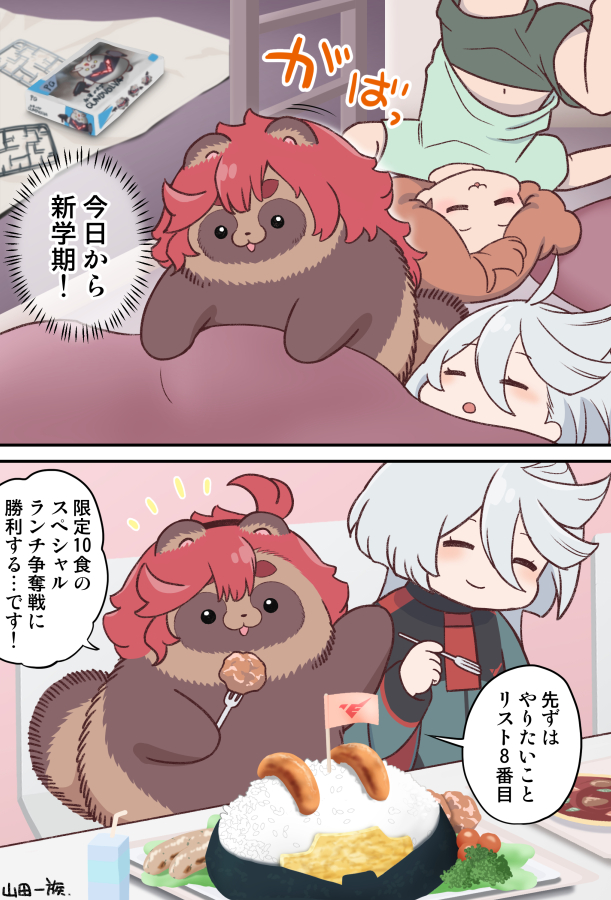 がばっ
今日から
新学期！
限定10食の
スペシャル
ランチ争奪戦に
勝利する…です！
先ずは
やりたいこと
リスト8番目
山田一族.